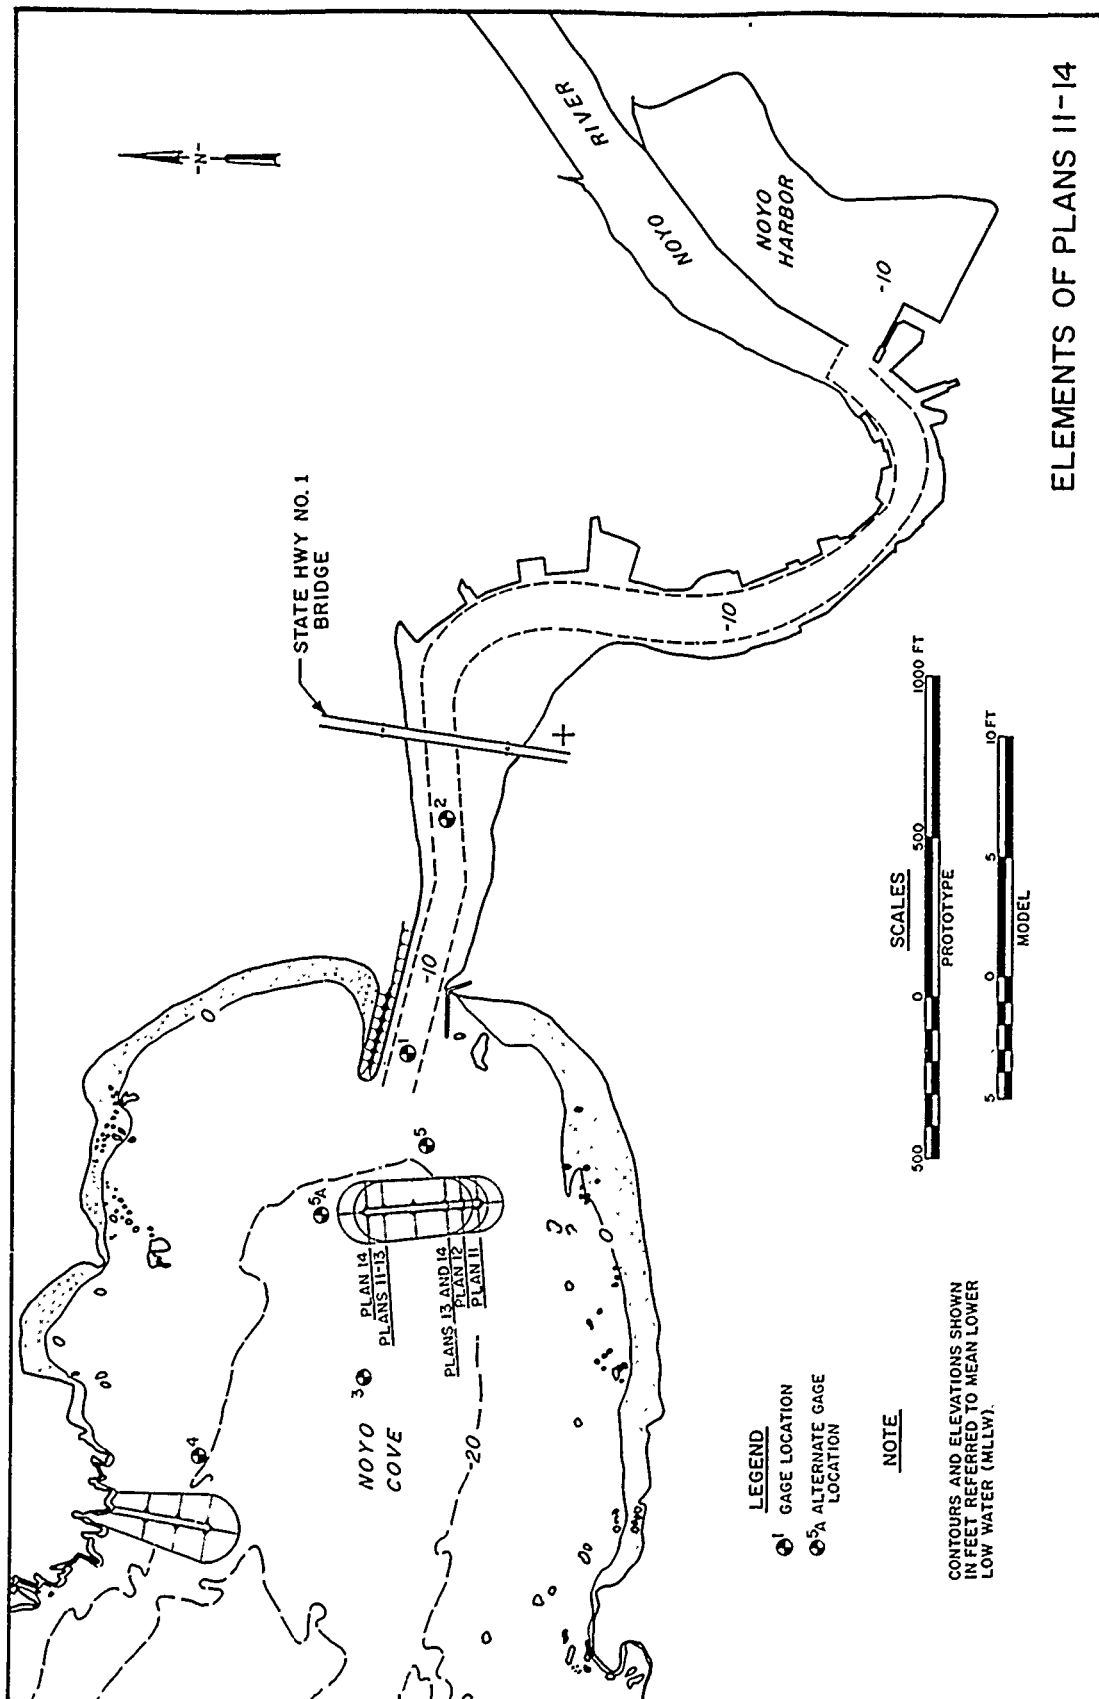 -N-
NOYO RIVER
NOYO
HARBOR
-10
STATE HWY NO. 1
BRIDGE
-10
2
-10
1
0
5
5A
PLAN 14
PLANS 11-13
PLANS 13 AND 14
PLAN 12
PLAN 11
3
4
NOYO
COVE
-20
0
LEGEND
1 GAGE LOCATION
5A ALTERNATE GAGE
LOCATION
NOTE
CONTOURS AND ELEVATIONS SHOWN
IN FEET REFERRED TO MEAN LOWER
LOW WATER (MLLW).
SCALES
500 0 500 1000 FT
PROTOTYPE
5 0 5 10 FT
MODEL
ELEMENTS OF PLANS 11-14